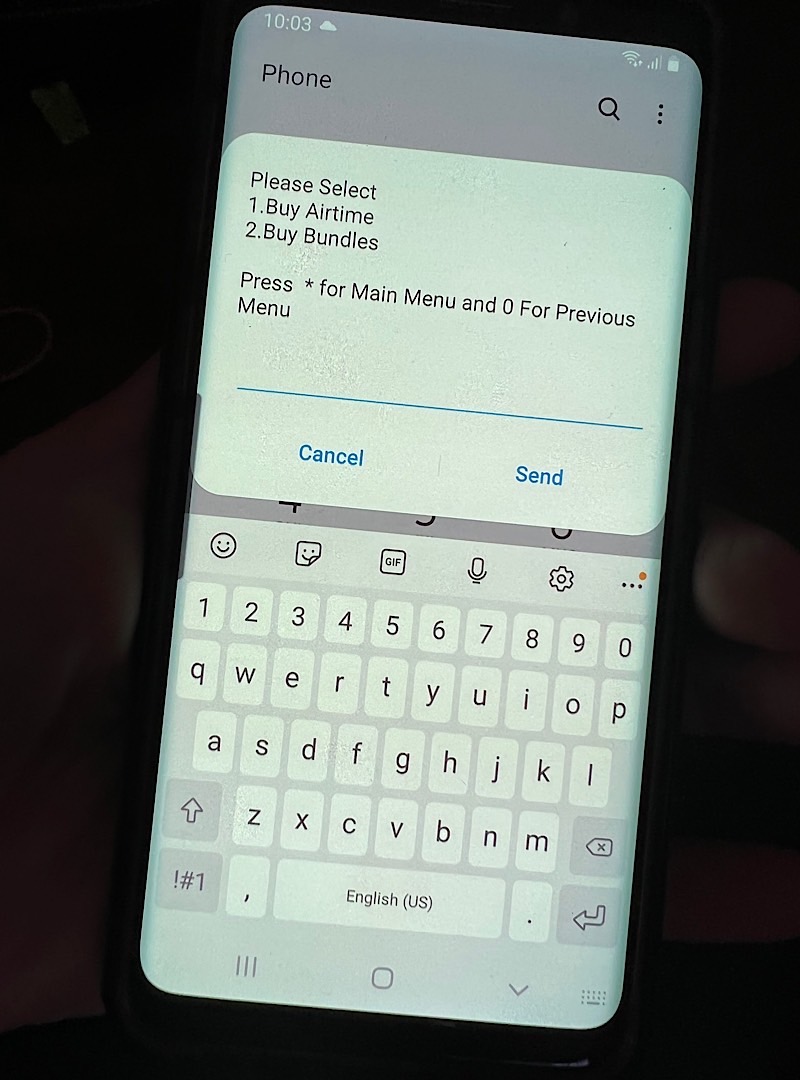 10:03
Phone
Please Select
1.Buy Airtime
2.Buy Bundles
Press * for Main Menu and 0 For Previous
Menu
Cancel
Send
GIF
1 2 3 4 5 6 7 8 9 0
q w e r t y u i o p
a s d f g h j k l
z x c v b n m
!#1 , English (US) .